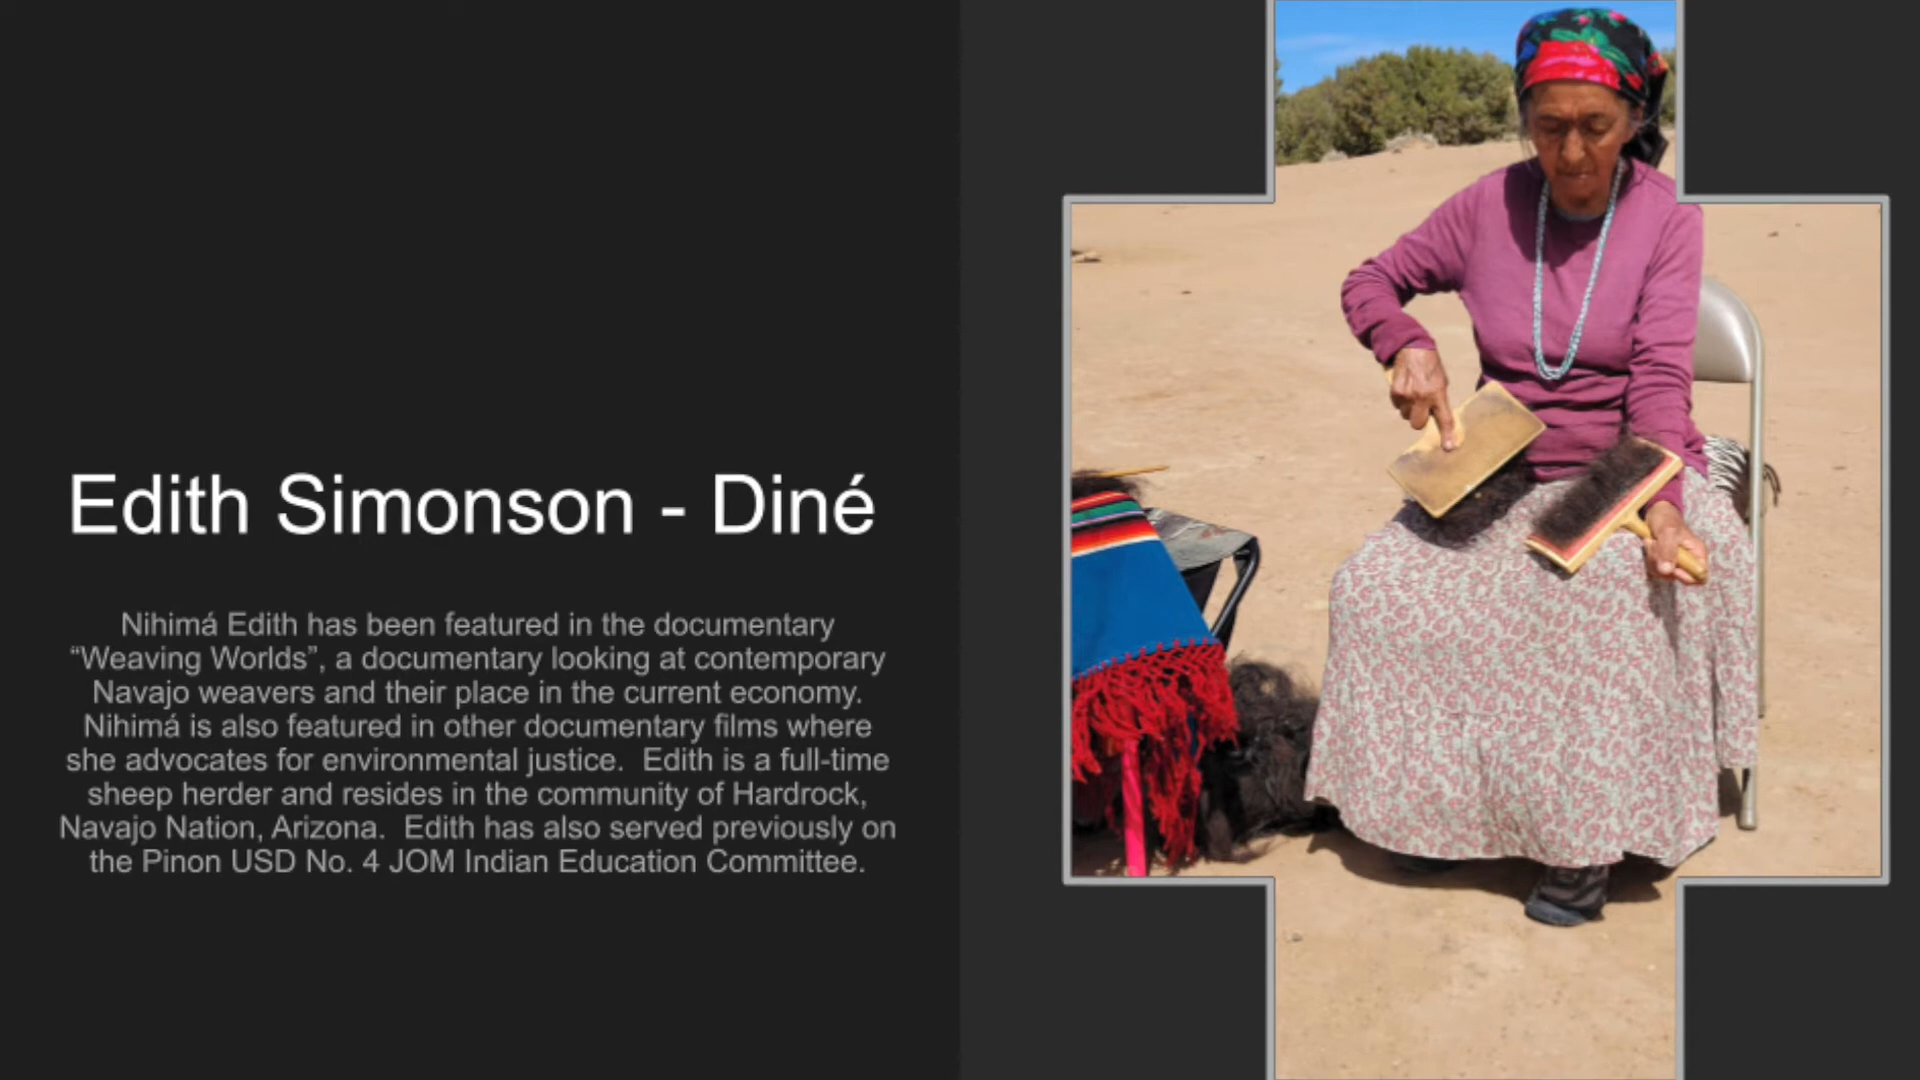 Edith Simonson - Diné
Nihimá Edith has been featured in the documentary
“Weaving Worlds”, a documentary looking at contemporary
Navajo weavers and their place in the current economy.
Nihimá is also featured in other documentary films where
she advocates for environmental justice.  Edith is a full-time
sheep herder and resides in the community of Hardrock,
Navajo Nation, Arizona.  Edith has also served previously on
the Pinon USD No. 4 JOM Indian Education Committee.